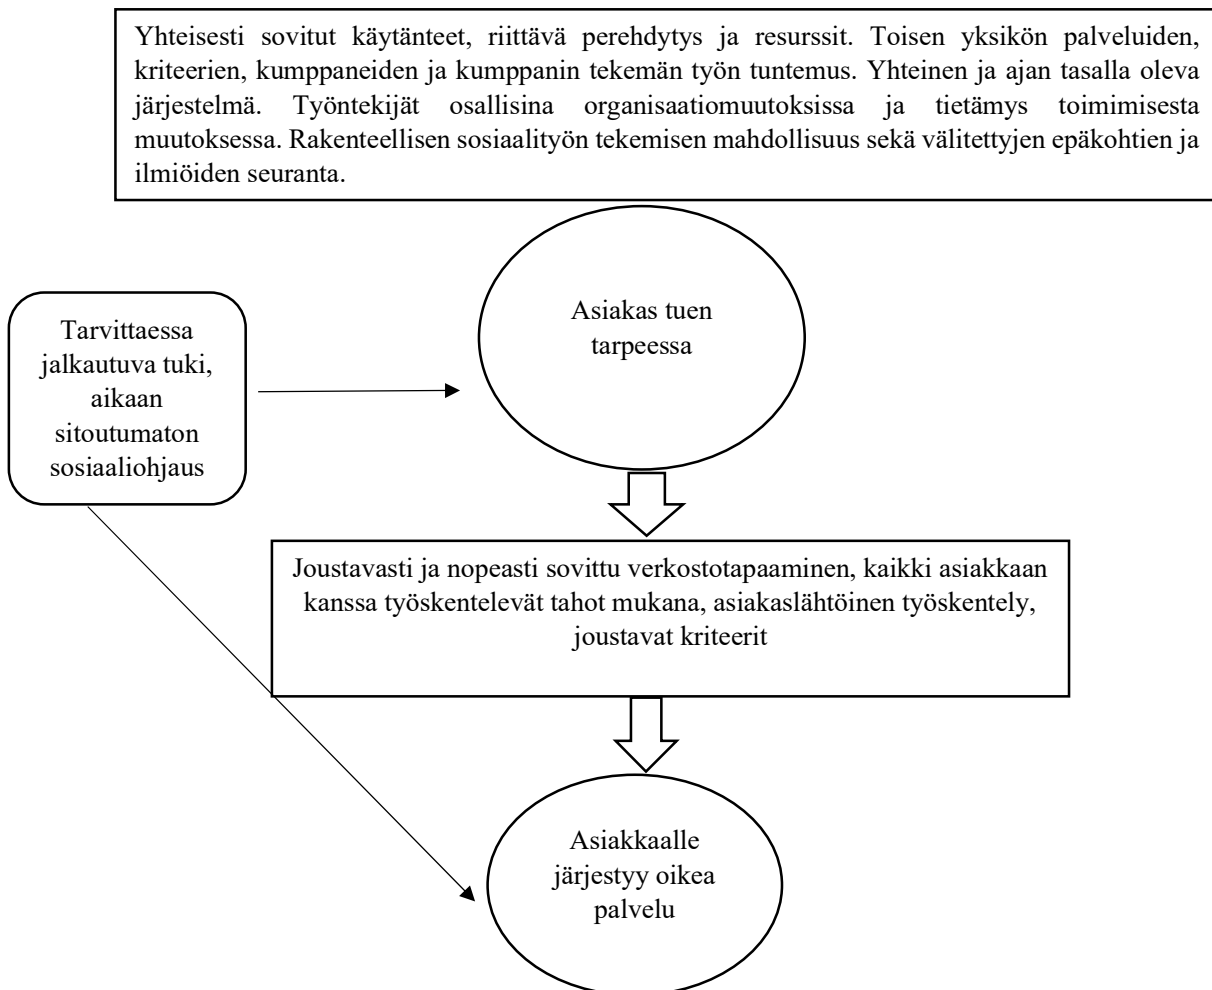 Yhteisesti sovitut käytänteet, riittävä perehdytys ja resurssit. Toisen yksikön palveluiden,
kriteerien, kumppaneiden ja kumppanin tekemän työn tuntemus. Yhteinen ja ajan tasalla oleva
järjestelmä. Työntekijät osallisina organisaatiomuutoksissa ja tietämys toimimisesta
muutoksessa. Rakenteellisen sosiaalityön tekemisen mahdollisuus sekä välitettyjen epäkohtien ja
ilmiöiden seuranta.
Asiakas tuen
tarpeessa
Tarvittaessa
jalkautuva tuki,
aikaan
sitoutumaton
sosiaaliohjaus
Joustavasti ja nopeasti sovittu verkostotapaaminen, kaikki asiakkaan
kanssa työskentelevät tahot mukana, asiakaslähtöinen työskentely,
joustavat kriteerit
Asiakkaalle
järjestyy oikea
palvelu